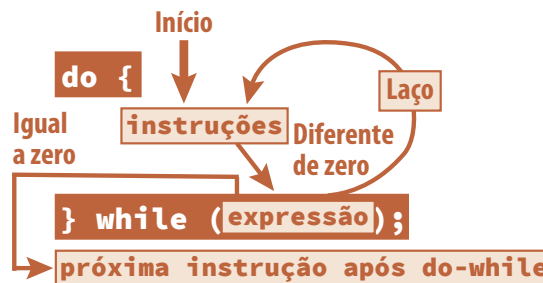 Início
do {
Laço
instruções
Igual
a zero
Diferente
de zero
} while (expressão);
próxima instrução após do-while